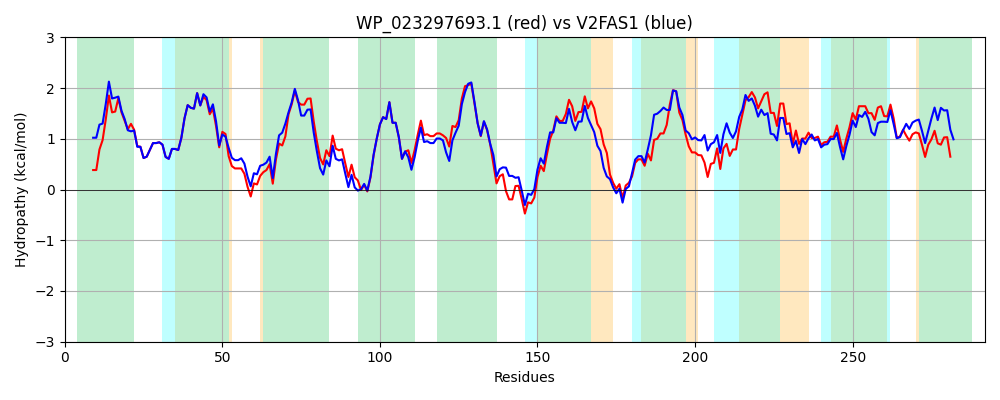 WP_023297693.1 (red) vs V2FAS1 (blue)
Hydropathy (kcal/mol)
3
2
1
0
−1
−2
−3
0 50 100 150 200 250
Residues